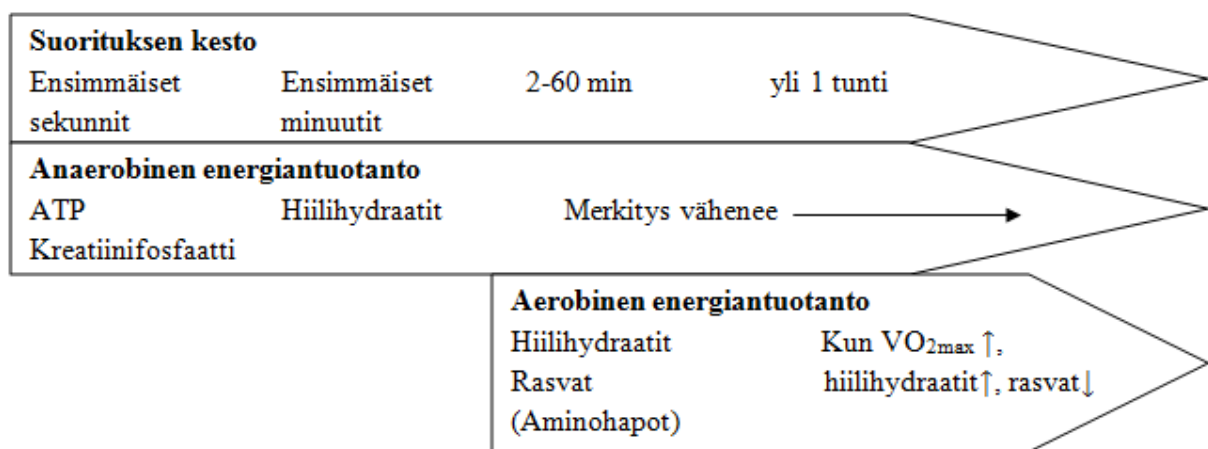 Suorituksen kesto
Ensimmäiset Ensimmäiset 2-60 min yli 1 tunti
sekunnit minuutit
Anaerobinen energiantuotanto
ATP Hiilihydraatit Merkitys vähenee
Kreatiinifosfaatti
Aerobinen energiantuotanto
Hiilihydraatit Kun VO2max ↑,
Rasvat hiilihydraatit↑, rasvat↓
(Aminohapot)